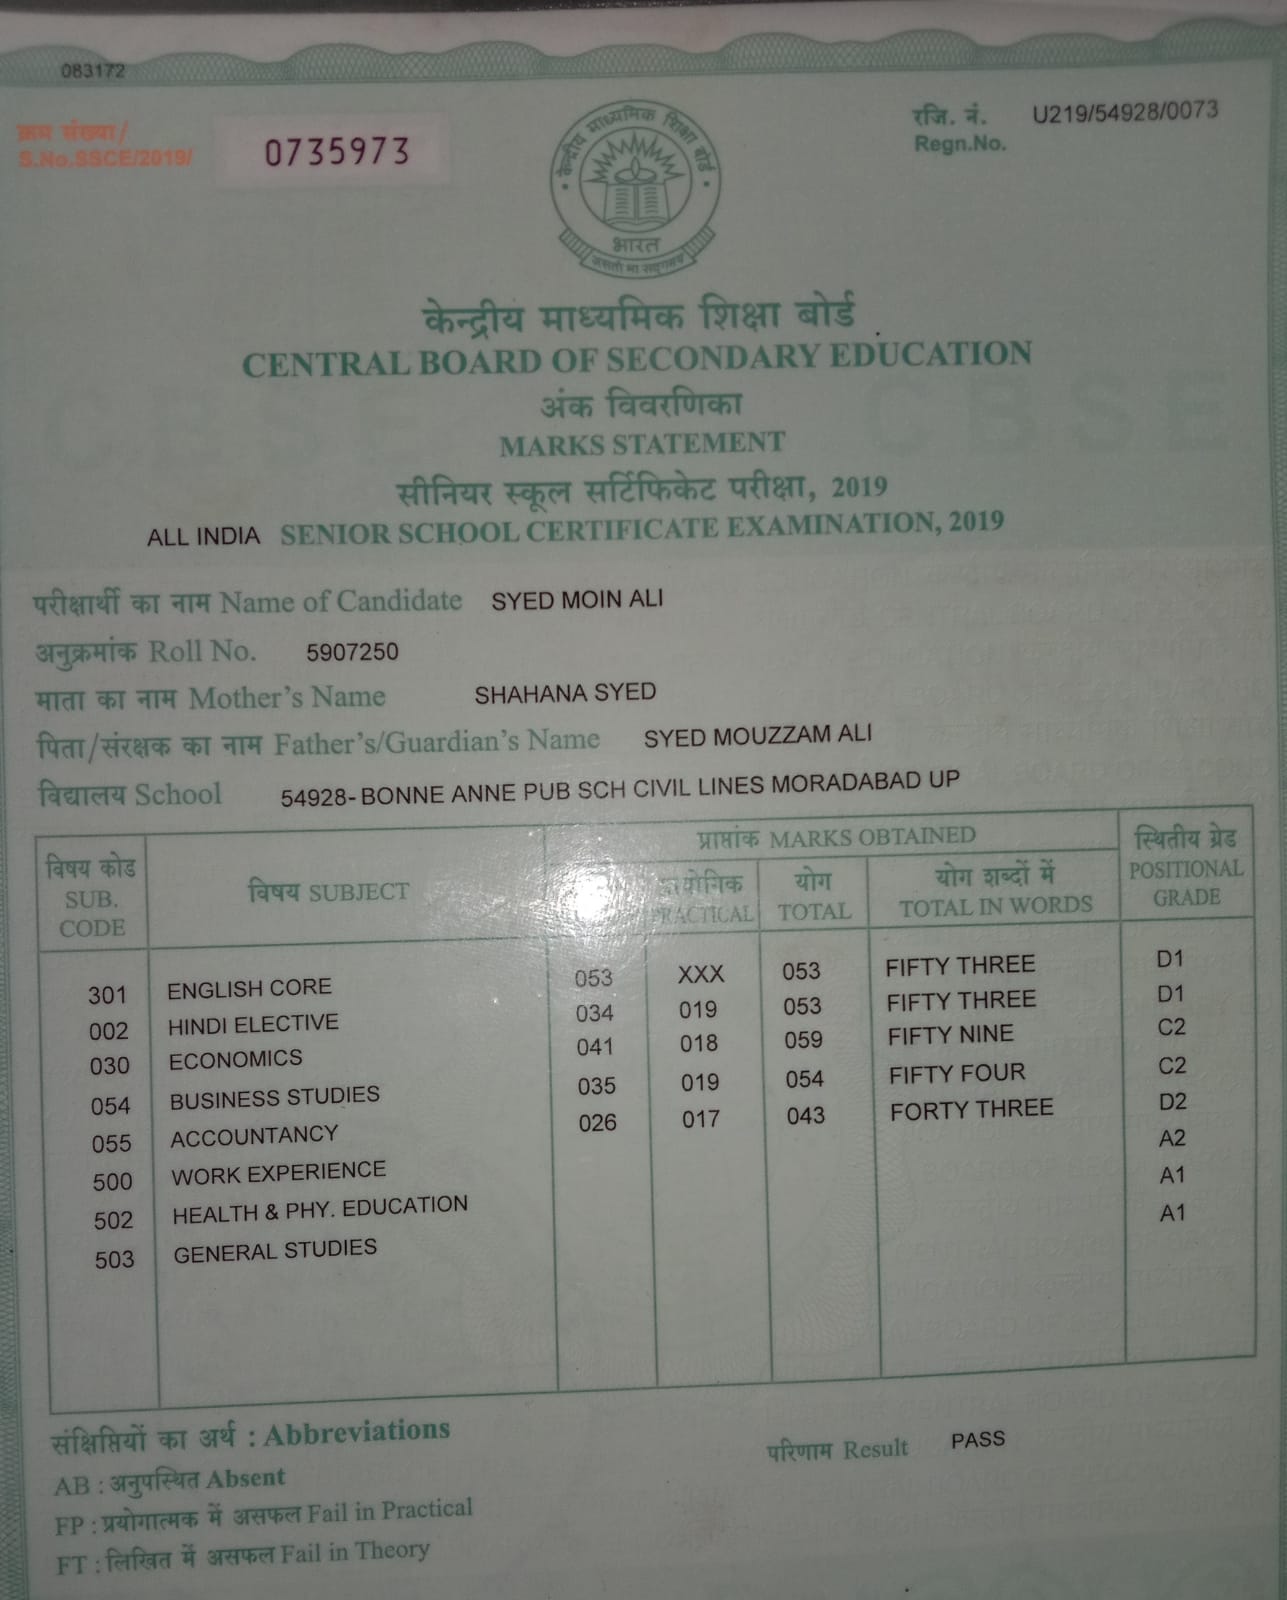 083172
क्रम संख्या/
S.No.SSCE/2019/ 0735973
रजि. नं. U219/54928/0073
Regn.No.
केन्द्रीय माध्यमिक शिक्षा बोर्ड
भारत
असतो मा सद्गमय
केन्द्रीय माध्यमिक शिक्षा बोर्ड
CENTRAL BOARD OF SECONDARY EDUCATION
CBSE CBSE
अंक विवरणिका
MARKS STATEMENT
सीनियर स्कूल सर्टिफिकेट परीक्षा, 2019
ALL INDIA SENIOR SCHOOL CERTIFICATE EXAMINATION, 2019
परीक्षार्थी का नाम Name of Candidate SYED MOIN ALI
अनुक्रमांक Roll No. 5907250
माता का नाम Mother's Name SHAHANA SYED
पिता/संरक्षक का नाम Father's/Guardian's Name SYED MOUZZAM ALI
विद्यालय School 54928- BONNE ANNE PUB SCH CIVIL LINES MORADABAD UP
विषय कोड
SUB.
CODE
विषय SUBJECT
प्राप्तांक MARKS OBTAINED
प्रायोगिक
PRACTICAL
योग
TOTAL
योग शब्दों में
TOTAL IN WORDS
स्थितीय ग्रेड
POSITIONAL
GRADE
301 ENGLISH CORE 053 XXX 053 FIFTY THREE D1
002 HINDI ELECTIVE 034 019 053 FIFTY THREE D1
030 ECONOMICS 041 018 059 FIFTY NINE C2
054 BUSINESS STUDIES 035 019 054 FIFTY FOUR C2
055 ACCOUNTANCY 026 017 043 FORTY THREE D2
500 WORK EXPERIENCE A2
502 HEALTH & PHY. EDUCATION A1
503 GENERAL STUDIES A1
संक्षिप्तियों का अर्थ : Abbreviations
परिणाम Result PASS
AB : अनुपस्थित Absent
FP : प्रयोगात्मक में असफल Fail in Practical
FT : लिखित में असफल Fail in Theory